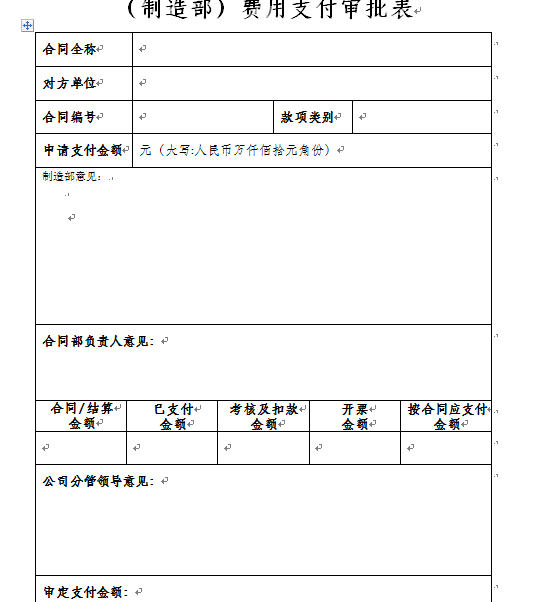 （制造部）费用支付审批表
合同全称
对方单位
合同编号 款项类别
申请支付金额 元（大写:人民币万仟佰拾元角份）
制造部意见：
合同部负责人意见：
合同/结算金额 已支付金额 考核及扣款金额 开票金额 按合同应支付金额
公司分管领导意见：
审定支付金额：